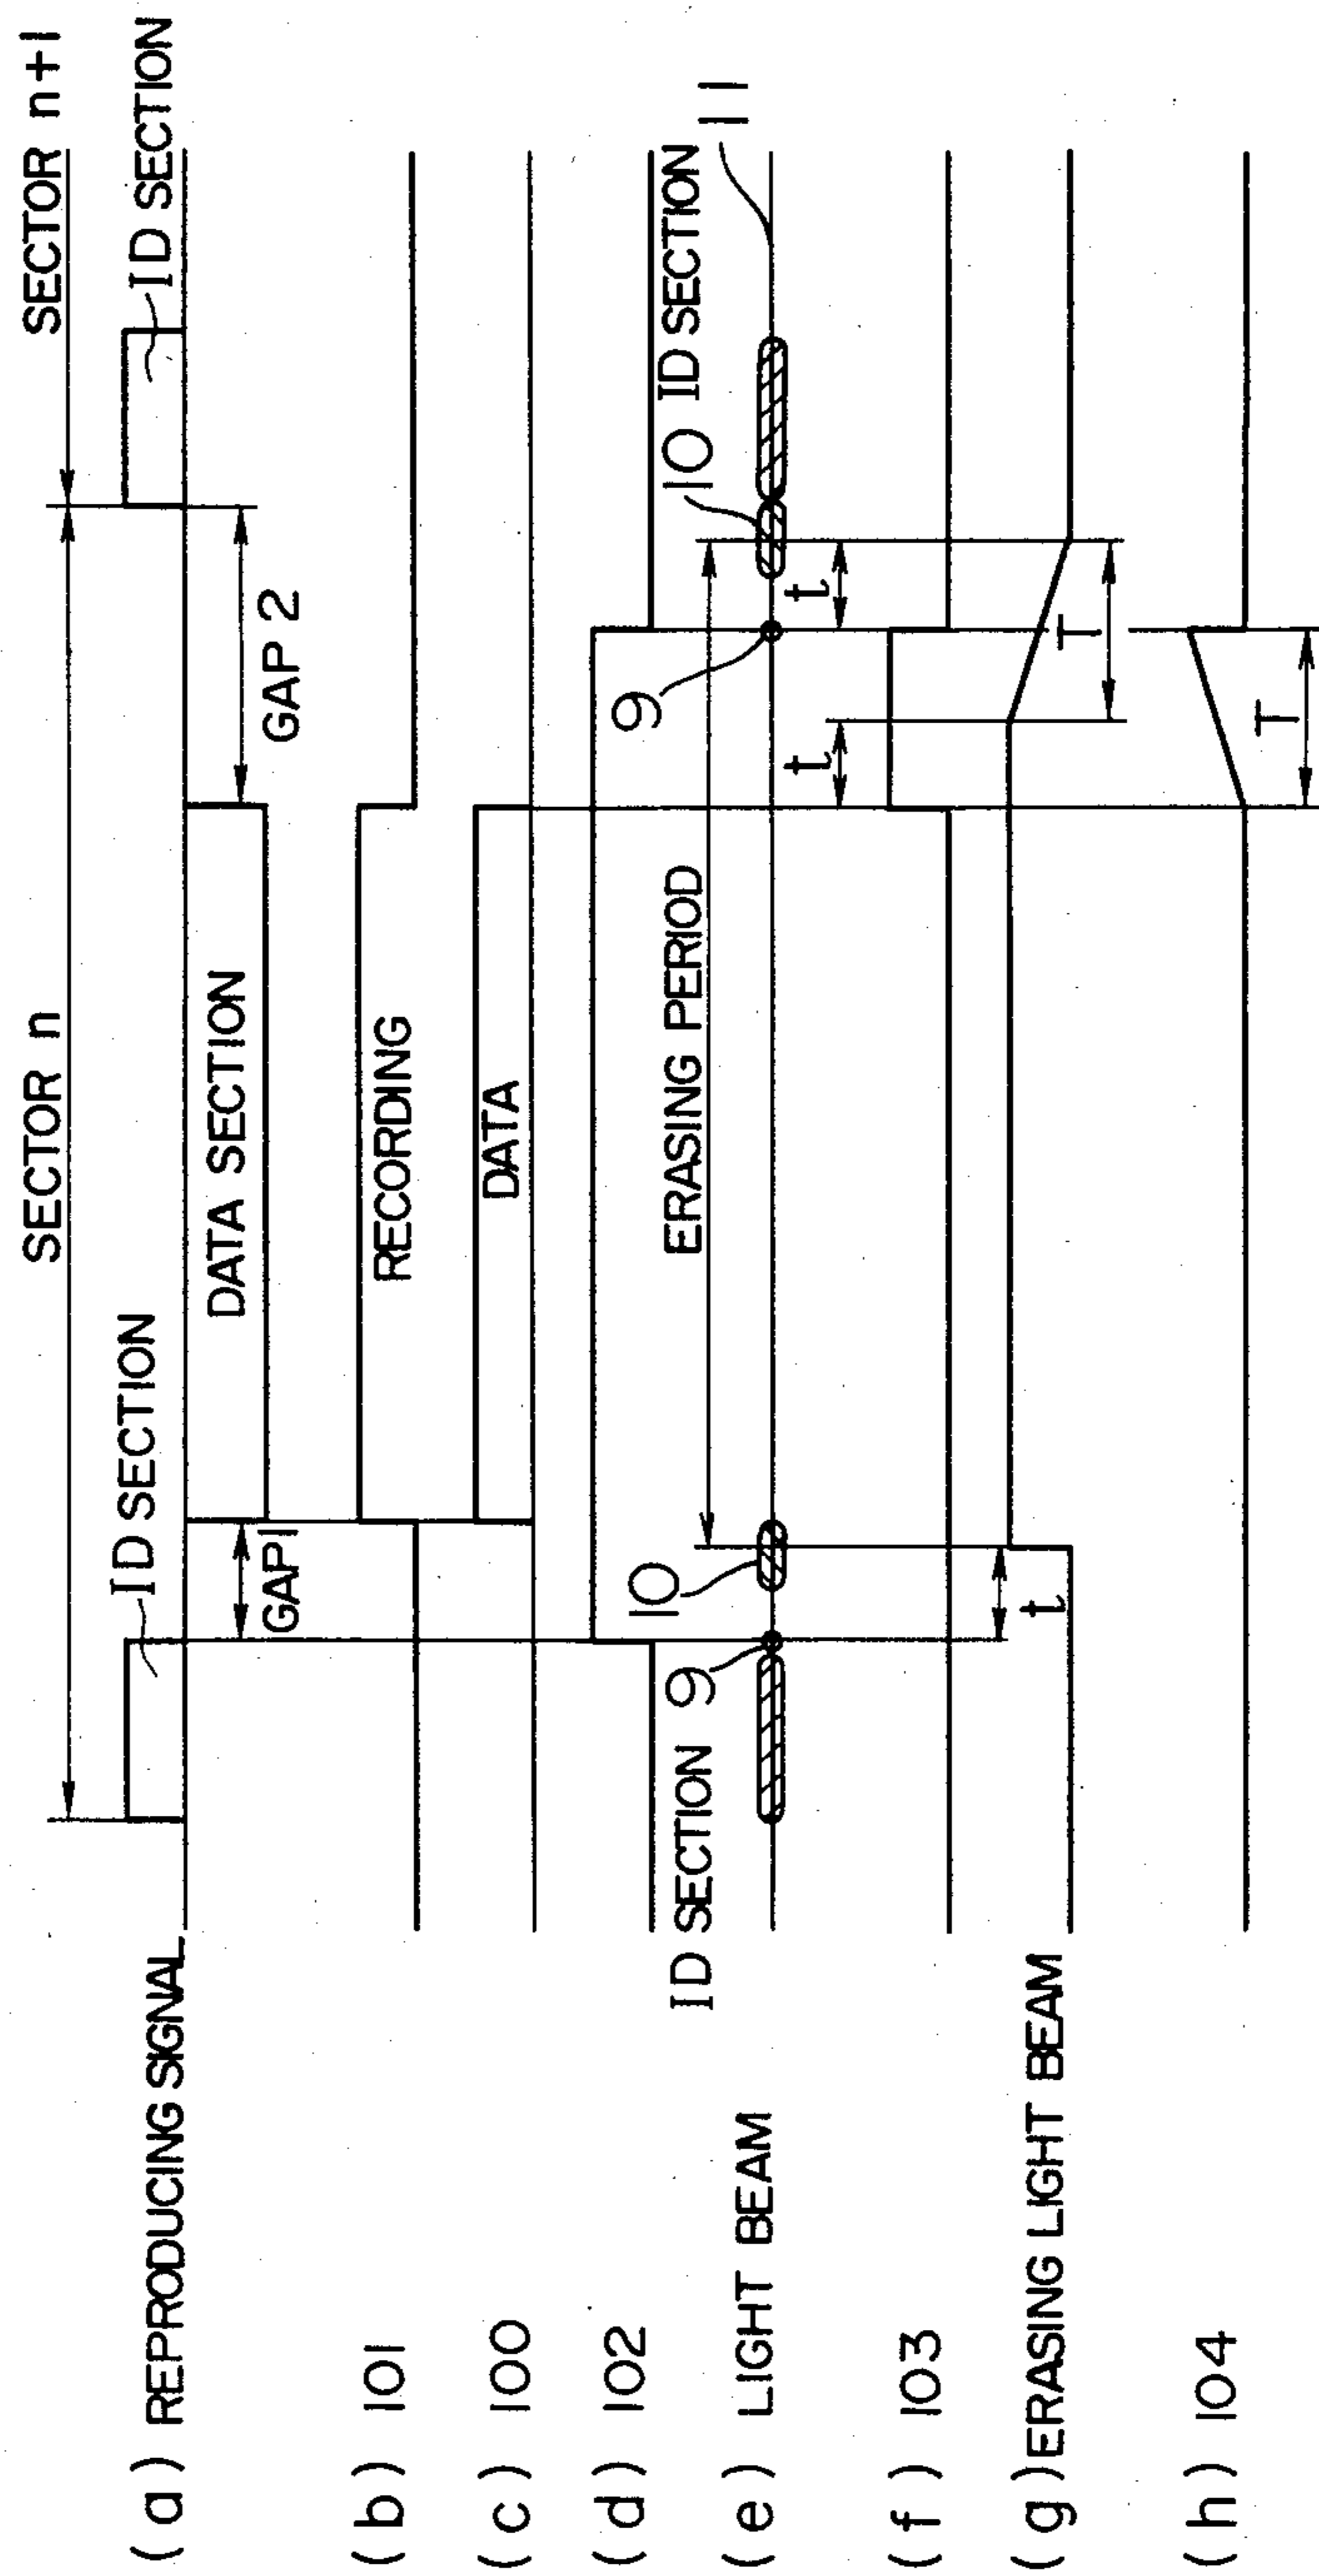 SECTOR n
SECTOR n+1
ID SECTION
ID SECTION
(a) REPRODUCING SIGNAL
DATA SECTION
GAP1
GAP 2
(b) 101
RECORDING
(c) 100
DATA
(d) 102
ERASING PERIOD
ID SECTION
9
10
9
10
ID SECTION
11
(e) LIGHT BEAM
t
t
(f) 103
(g) ERASING LIGHT BEAM
t
T
(h) 104
T